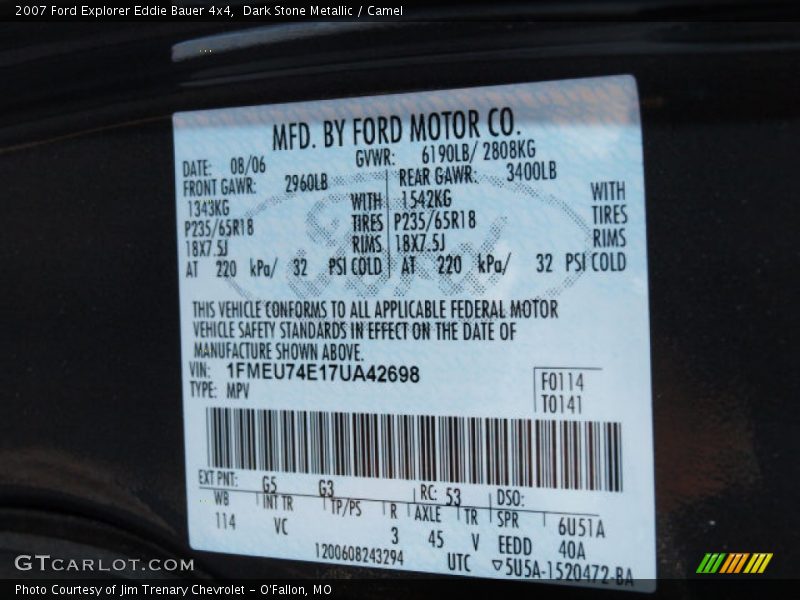 2007 Ford Explorer Eddie Bauer 4x4, Dark Stone Metallic / Camel
MFD. BY FORD MOTOR CO.
DATE: 08/06 GVWR: 6190LB/ 2808KG
FRONT GAWR: 2960LB REAR GAWR: 3400LB
1343KG WITH 1542KG WITH
P235/65R18 TIRES P235/65R18 TIRES
18X7.5J RIMS 18X7.5J RIMS
AT 220 kPa/ 32 PSI COLD AT 220 kPa/ 32 PSI COLD
Ford
THIS VEHICLE CONFORMS TO ALL APPLICABLE FEDERAL MOTOR
VEHICLE SAFETY STANDARDS IN EFFECT ON THE DATE OF
MANUFACTURE SHOWN ABOVE.
VIN: 1FMEU74E17UA42698
TYPE: MPV
F0114
T0141
EXT PNT: G5 G3 RC: 53 DSO:
WB INT TR TP/PS R AXLE TR SPR 6U51A
114 VC 3 45 V EEDD 40A
1200608243294 UTC ▽5U5A-1520472-BA
GTCARLOT.COM
Photo Courtesy of Jim Trenary Chevrolet - O'Fallon, MO